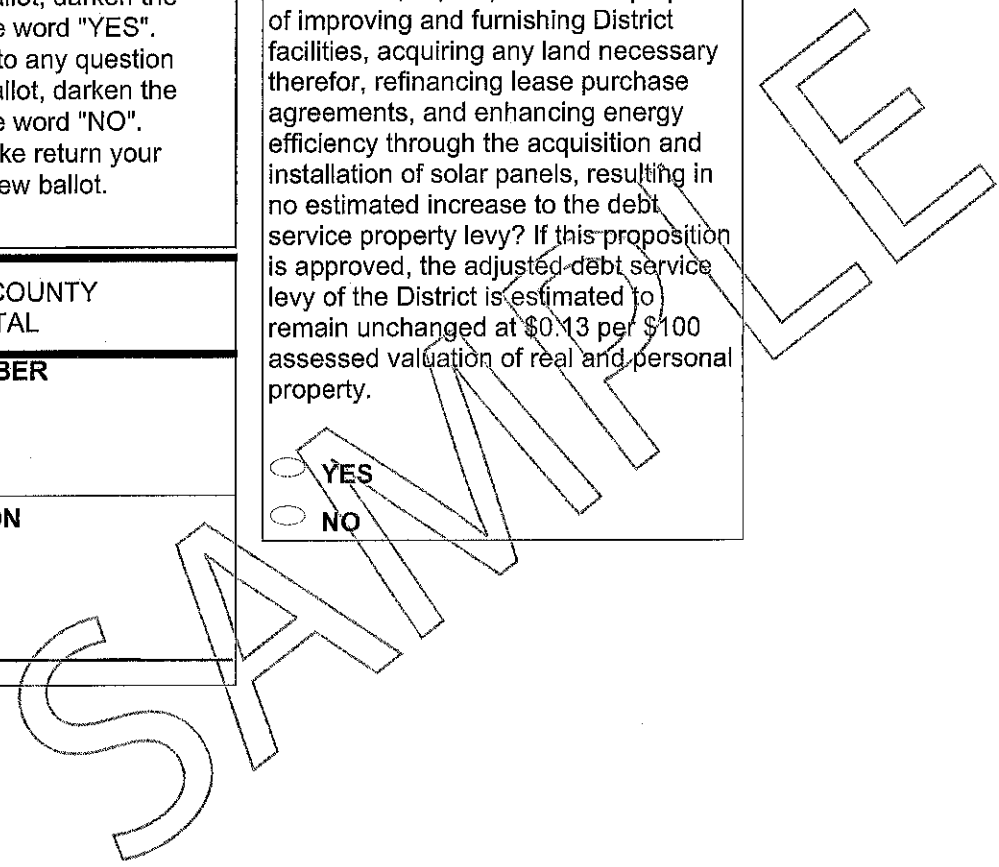 darken the
word "YES".
to any question
allot, darken the
word "NO".
ke return your
ew ballot.
COUNTY
TAL
BER
ON
of improving and furnishing District
facilities, acquiring any land necessary
therefor, refinancing lease purchase
agreements, and enhancing energy
efficiency through the acquisition and
installation of solar panels, resulting in
no estimated increase to the debt
service property levy? If this proposition
is approved, the adjusted debt service
levy of the District is estimated to
remain unchanged at $0.13 per $100
assessed valuation of real and personal
property.
YES
NO
SAMPLE